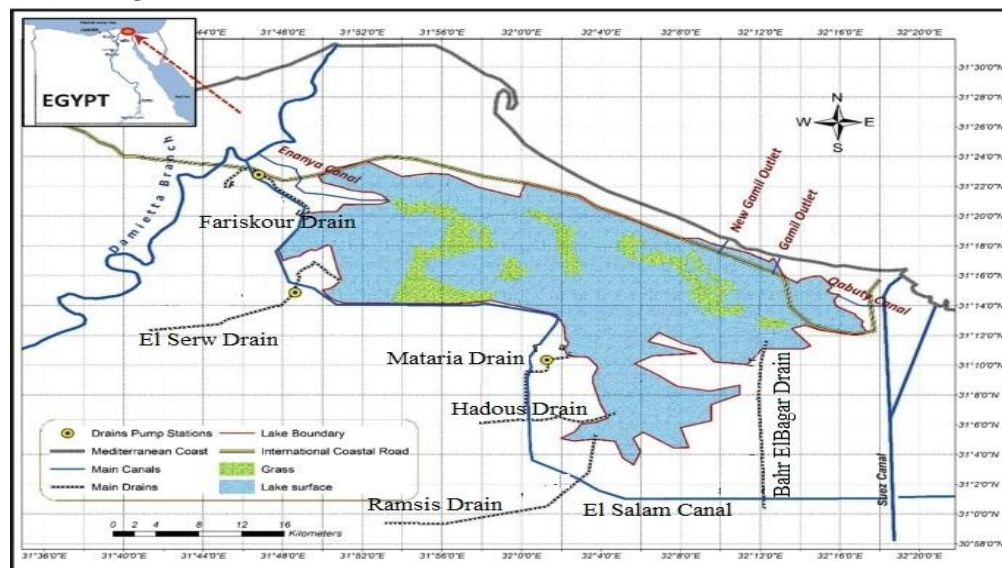 EGYPT
31°44'0"E 31°48'0"E 31°52'0"E 31°56'0"E 32°0'0"E 32°4'0"E 32°8'0"E 32°12'0"E 32°16'0"E 32°20'0"E
31°30'0"N
31°28'0"N
31°26'0"N
31°24'0"N
31°22'0"N
31°20'0"N
31°18'0"N
31°16'0"N
31°14'0"N
31°12'0"N
31°10'0"N
31°8'0"N
31°6'0"N
31°4'0"N
31°2'0"N
31°0'0"N
30°58'0"N
N
W E
S
Enanya Canal
Damietta Branch
Fariskour Drain
New Gamil Outlet
Gamil Outlet
Qabuty Canal
El Serw Drain
Mataria Drain
Hadous Drain
Bahr ElBagar Drain
Suez Canal
Ramsis Drain
El Salam Canal
Drains Pump Stations
Lake Boundary
Mediterranean Coast
International Coastal Road
Main Canals
Grass
Main Drains
Lake surface
0 2 4 8 12 16
Kilometers
31°36'0"E 31°40'0"E 31°44'0"E 31°48'0"E 31°52'0"E 31°56'0"E 32°0'0"E 32°4'0"E 32°8'0"E 32°12'0"E 32°16'0"E 32°20'0"E